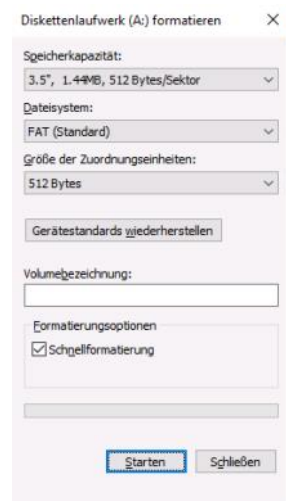 Diskettenlaufwerk (A:) formatieren
Speicherkapazität:
3.5", 1.44MB, 512 Bytes/Sektor
Dateisystem:
FAT (Standard)
Größe der Zuordnungseinheiten:
512 Bytes
Gerätestandards wiederherstellen
Volumebezeichnung:
Formatierungsoptionen
Schnellformatierung
Starten Schließen